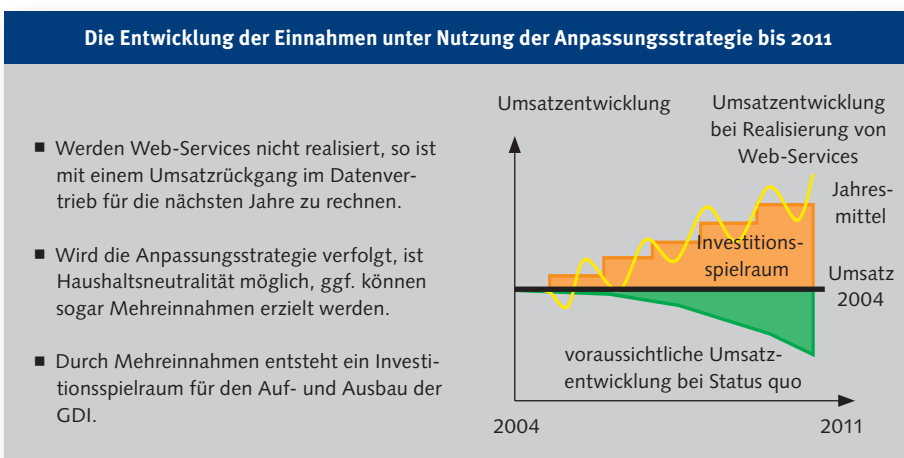 Die Entwicklung der Einnahmen unter Nutzung der Anpassungsstrategie bis 2011
■ Werden Web-Services nicht realisiert, so ist
mit einem Umsatzrückgang im Datenver-
trieb für die nächsten Jahre zu rechnen.
■ Wird die Anpassungsstrategie verfolgt, ist
Haushaltsneutralität möglich, ggf. können
sogar Mehreinnahmen erzielt werden.
■ Durch Mehreinnahmen entsteht ein Investi-
tionsspielraum für den Auf- und Ausbau der
GDI.
Umsatzentwicklung
Umsatzentwicklung
bei Realisierung von
Web-Services
Jahres-
mittel
Investitions-
spielraum
Umsatz
2004
voraussichtliche Umsatz-
entwicklung bei Status quo
2004
2011